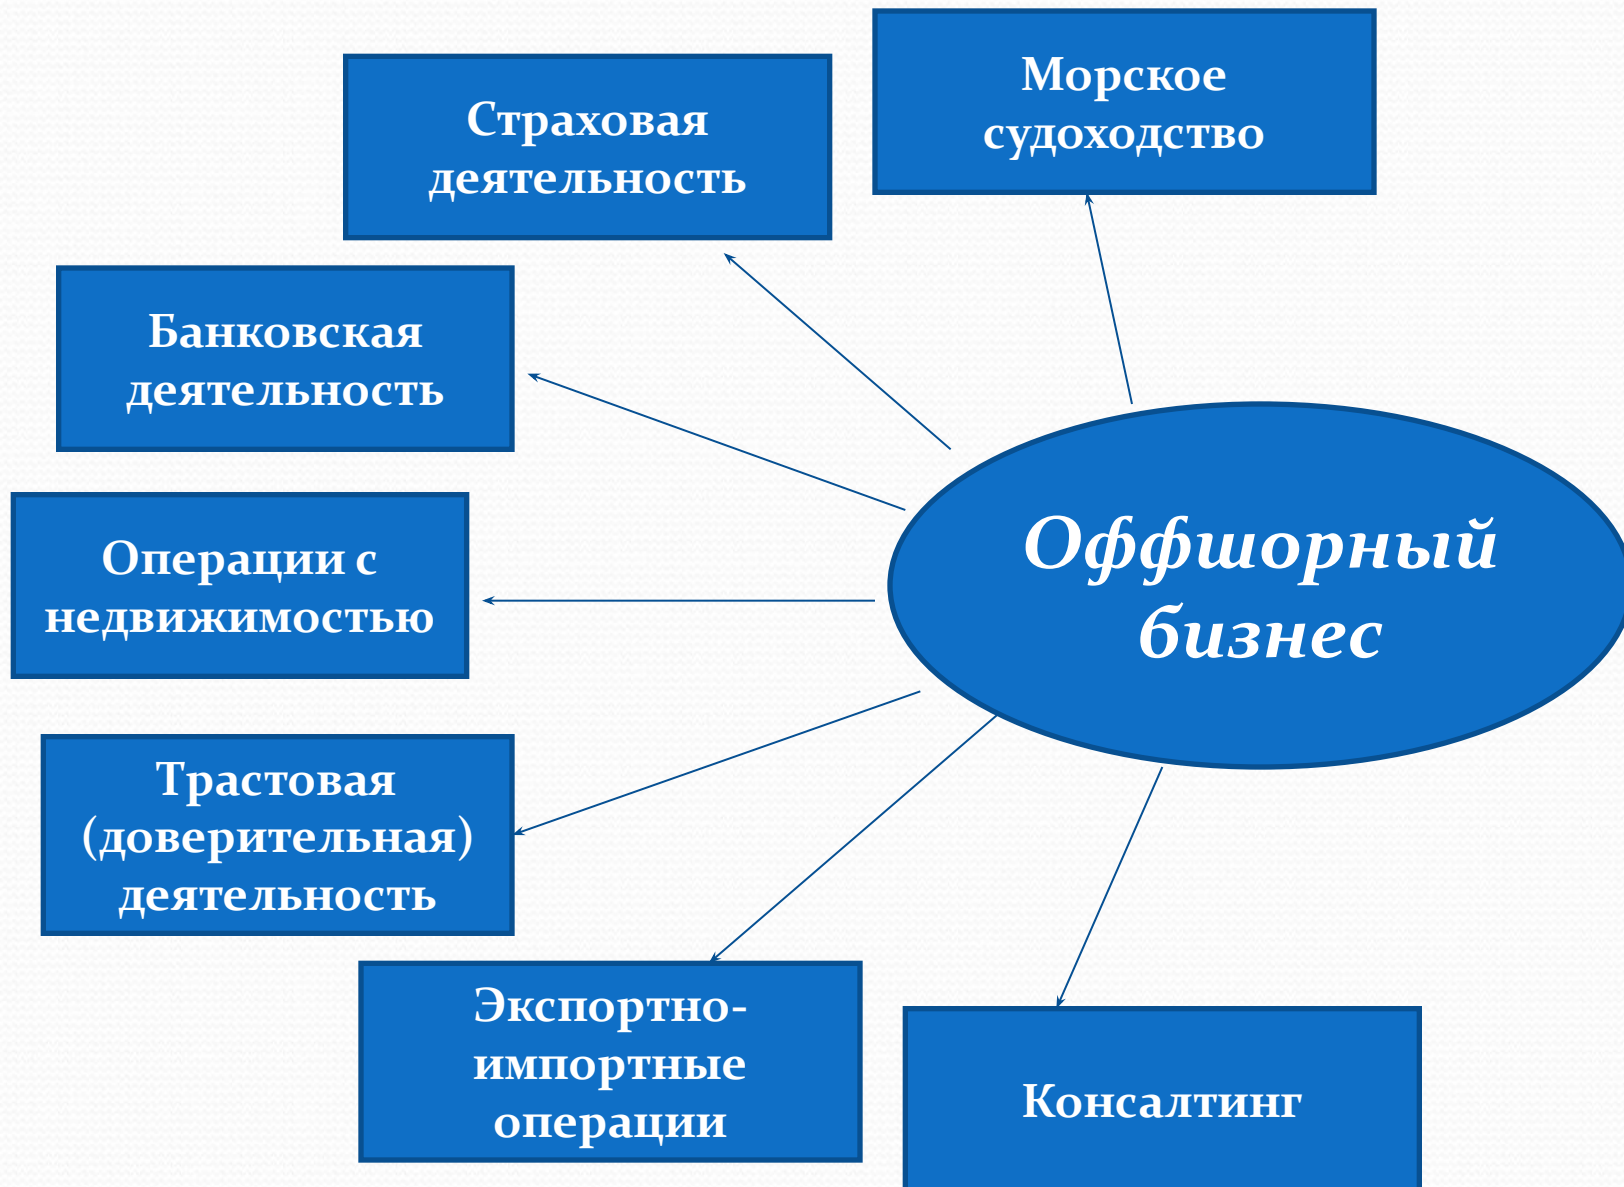 Морское
судоходство
Страховая
деятельность
Банковская
деятельность
Операции с
недвижимостью
Оффшорный
бизнес
Трастовая
(доверительная)
деятельность
Экспортно-
импортные
операции
Консалтинг